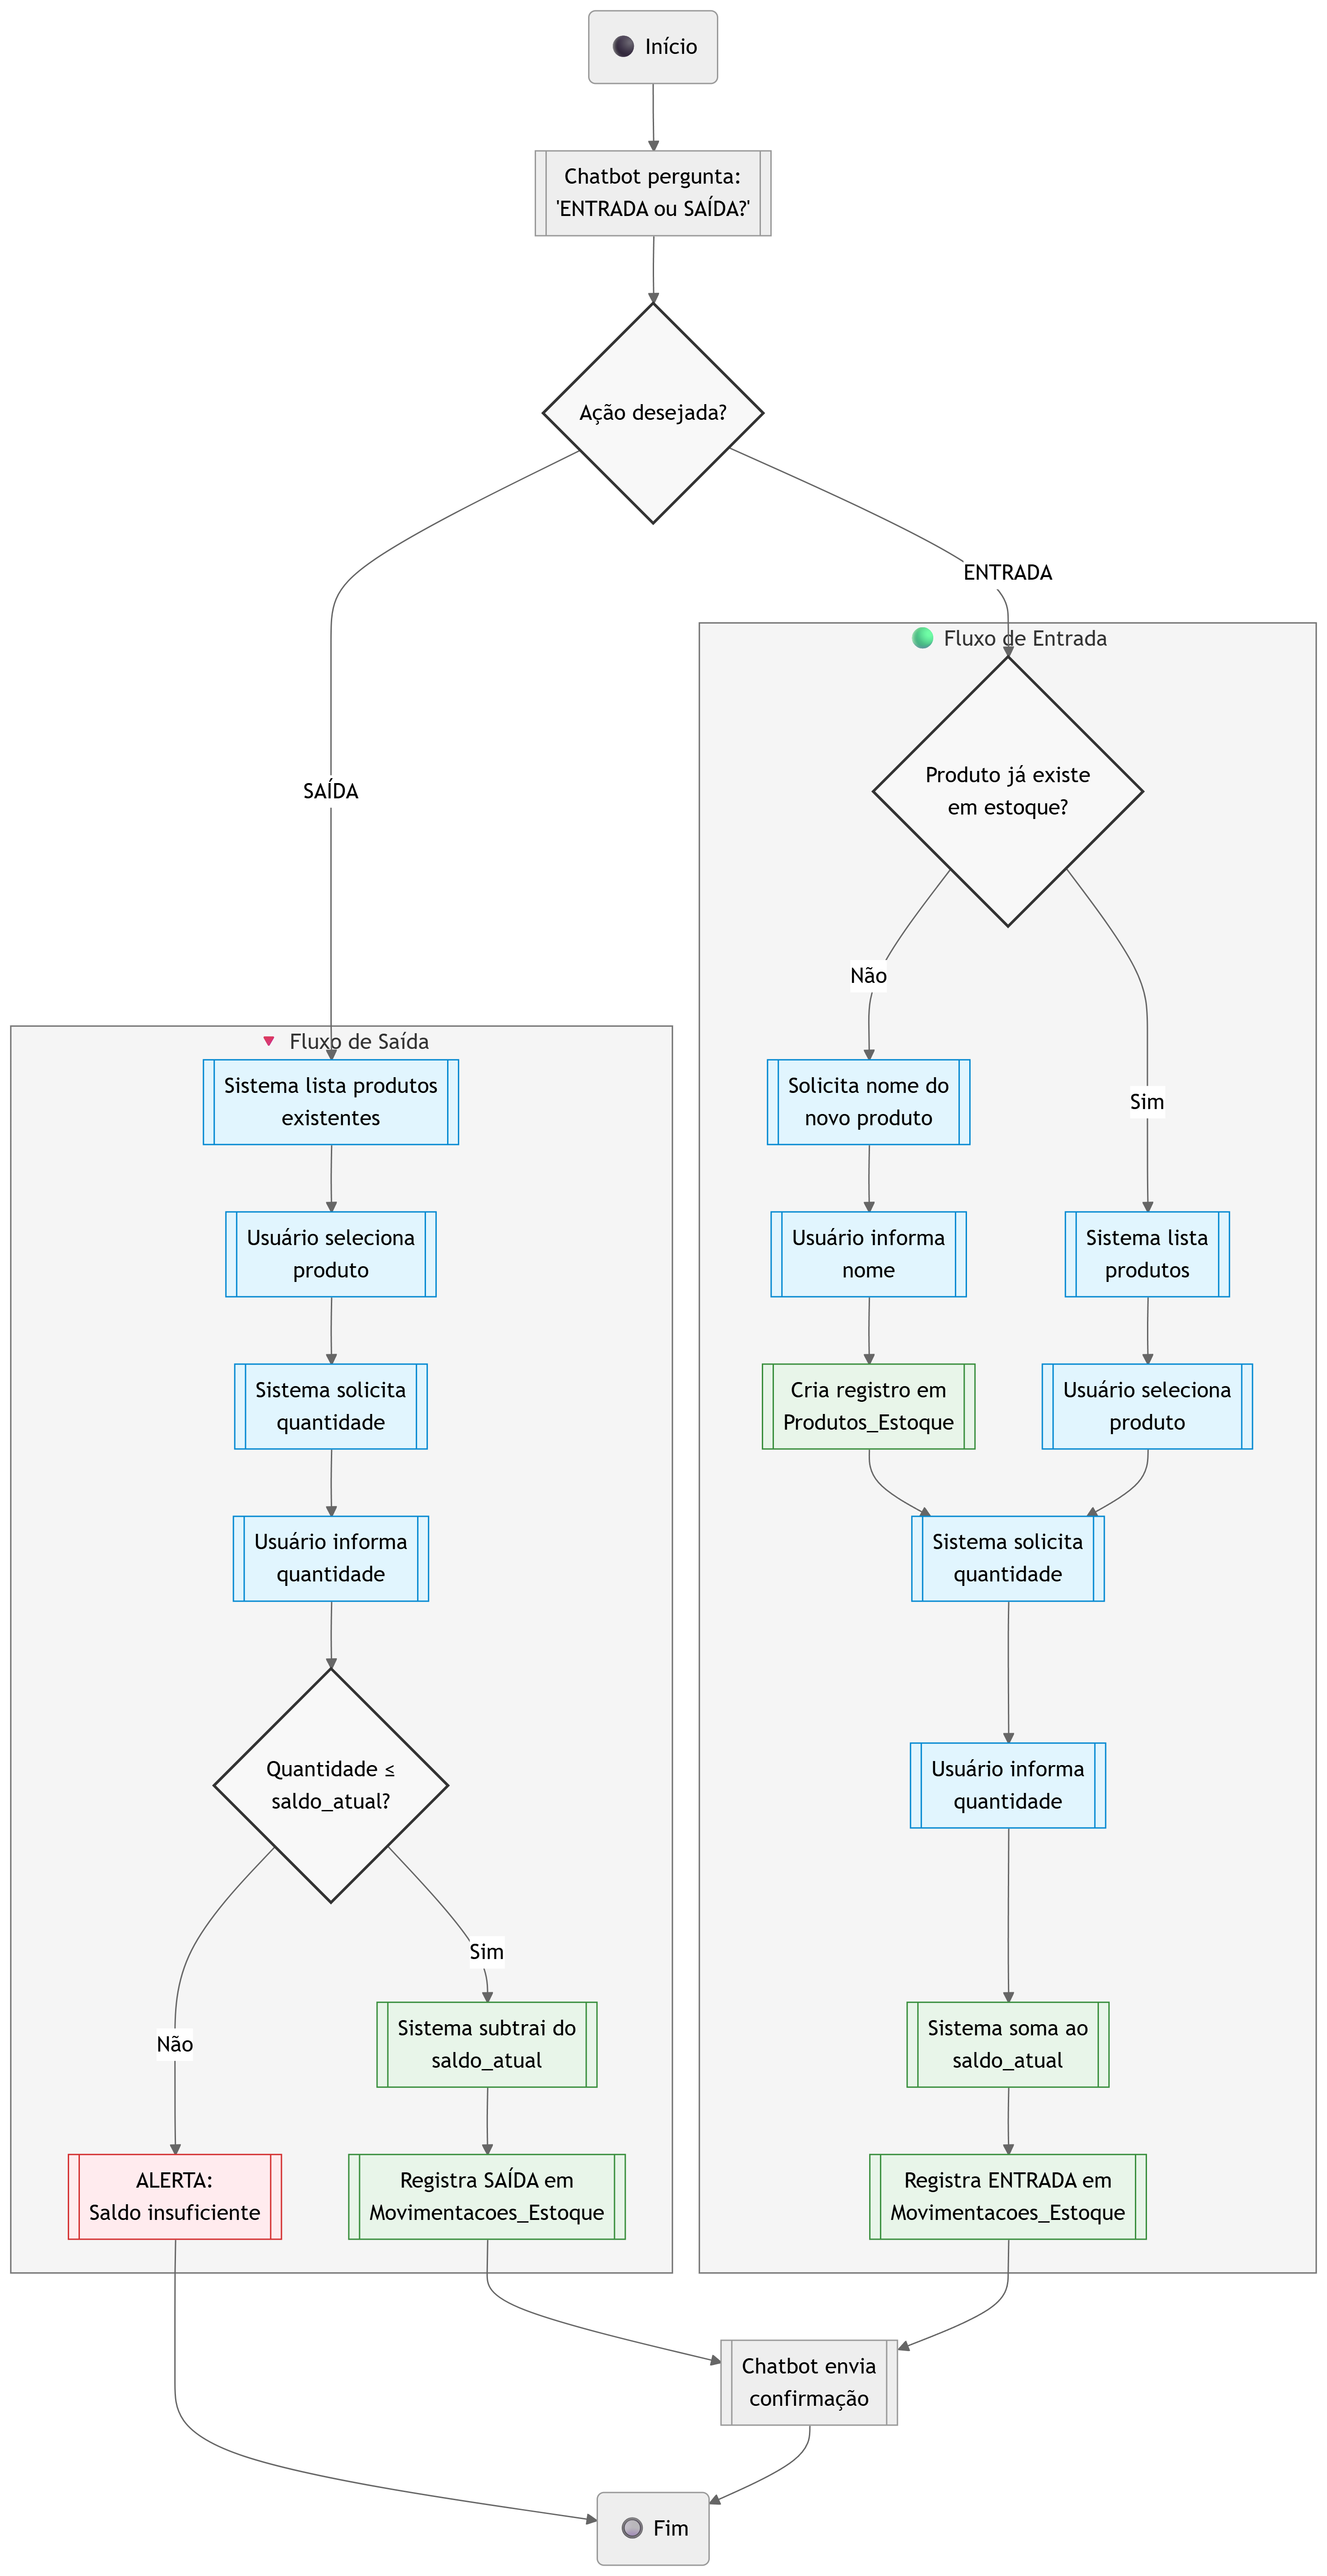 Início
Chatbot pergunta:
'ENTRADA ou SAÍDA?'
Ação desejada?
SAÍDA
ENTRADA
Fluxo de Saída
Sistema lista produtos
existentes
Usuário seleciona
produto
Sistema solicita
quantidade
Usuário informa
quantidade
Quantidade ≤
saldo_atual?
Não
Sim
ALERTA:
Saldo insuficiente
Sistema subtrai do
saldo_atual
Registra SAÍDA em
Movimentacoes_Estoque
Fluxo de Entrada
Produto já existe
em estoque?
Não
Sim
Solicita nome do
novo produto
Usuário informa
nome
Cria registro em
Produtos_Estoque
Sistema lista
produtos
Usuário seleciona
produto
Sistema solicita
quantidade
Usuário informa
quantidade
Sistema soma ao
saldo_atual
Registra ENTRADA em
Movimentacoes_Estoque
Chatbot envia
confirmação
Fim